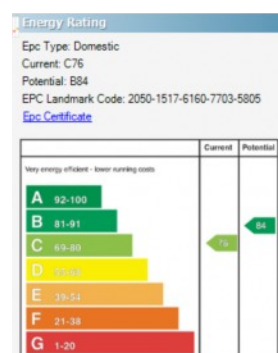 Energy Rating
Epc Type: Domestic
Current: C76
Potential: B84
EPC Landmark Code: 2050-1517-6160-7703-5805
Epc Certificate
Current Potential
Very energy efficient - lower running costs
A 92-100
B 81-91
84
C 69-80
76
D 55-68
E 39-54
F 21-38
G 1-20